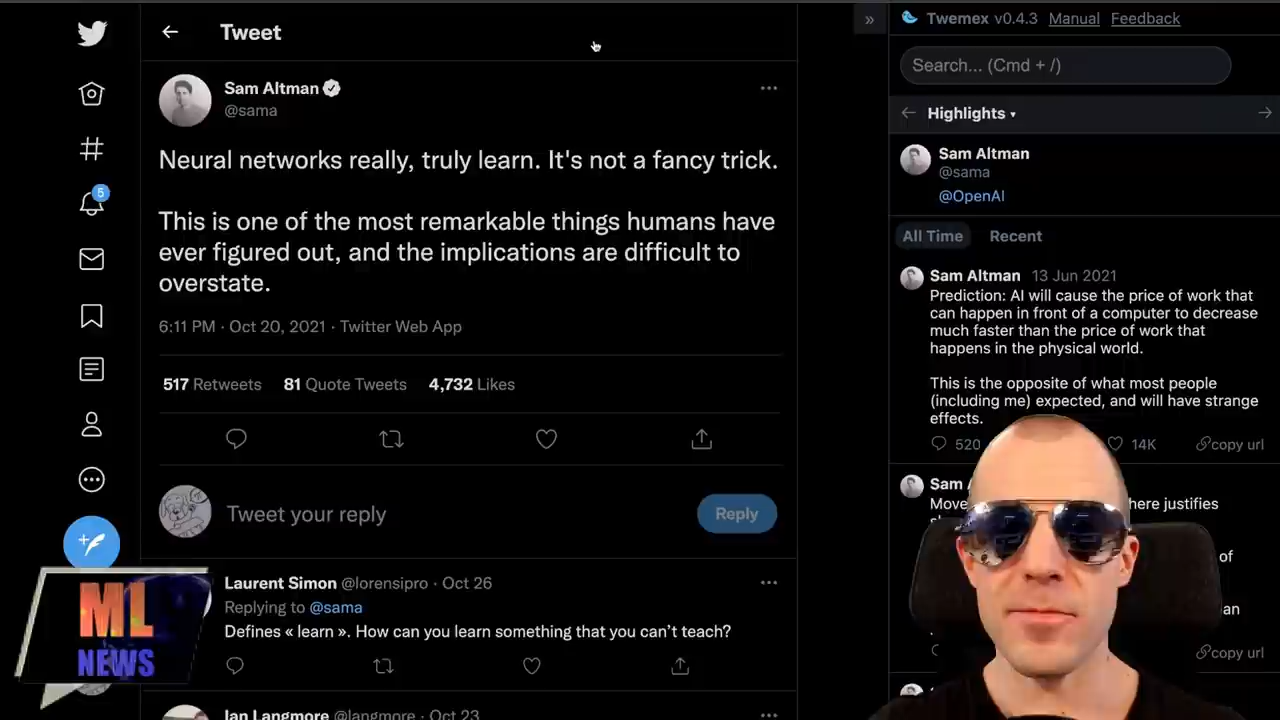 Tweet
Sam Altman
@sama
Neural networks really, truly learn. It's not a fancy trick.
This is one of the most remarkable things humans have
ever figured out, and the implications are difficult to
overstate.
6:11 PM · Oct 20, 2021 · Twitter Web App
517 Retweets 81 Quote Tweets 4,732 Likes
Tweet your reply
Reply
Laurent Simon @lorensipro · Oct 26
Replying to @sama
Defines « learn ». How can you learn something that you can't teach?
Ian Langmore @langmore · Oct 23
5
ML
NEWS
»
Twemex v0.4.3 Manual Feedback
Search... (Cmd + /)
Highlights
Sam Altman
@sama
@OpenAI
All Time Recent
Sam Altman 13 Jun 2021
Prediction: AI will cause the price of work that
can happen in front of a computer to decrease
much faster than the price of work that
happens in the physical world.
This is the opposite of what most people
(including me) expected, and will have strange
effects.
520 14K copy url
Sam
Move here justifies
of
an
copy url